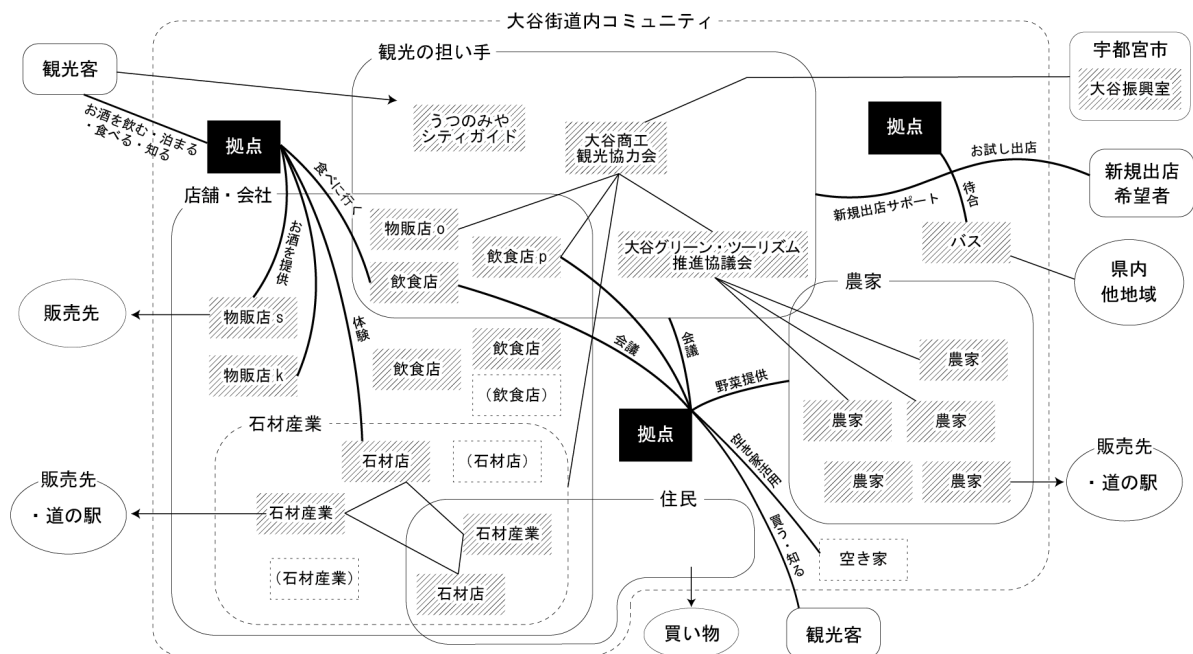 大谷街道内コミュニティ
観光の担い手
観光客
宇都宮市
大谷振興室
うつのみや
シティガイド
大谷商工
観光協力会
拠点
お酒を飲む・泊まる
・食べる・知る
拠点
お試し出店
新規出店
希望者
食べに行く
店舗・会社
新規出店サポート
待合
物販店o
飲食店p
大谷グリーン・ツーリズム
推進協議会
バス
お酒を提供
飲食店
農家
県内
他地域
販売先
物販店s
体験
会議
会議
飲食店
飲食店
農家
物販店k
(飲食店)
野菜提供
農家
農家
石材産業
拠点
空き家活用
石材店
(石材店)
販売先
・道の駅
農家
農家
販売先
・道の駅
住民
石材産業
石材産業
買う・知る
空き家
(石材産業)
石材店
買い物
観光客